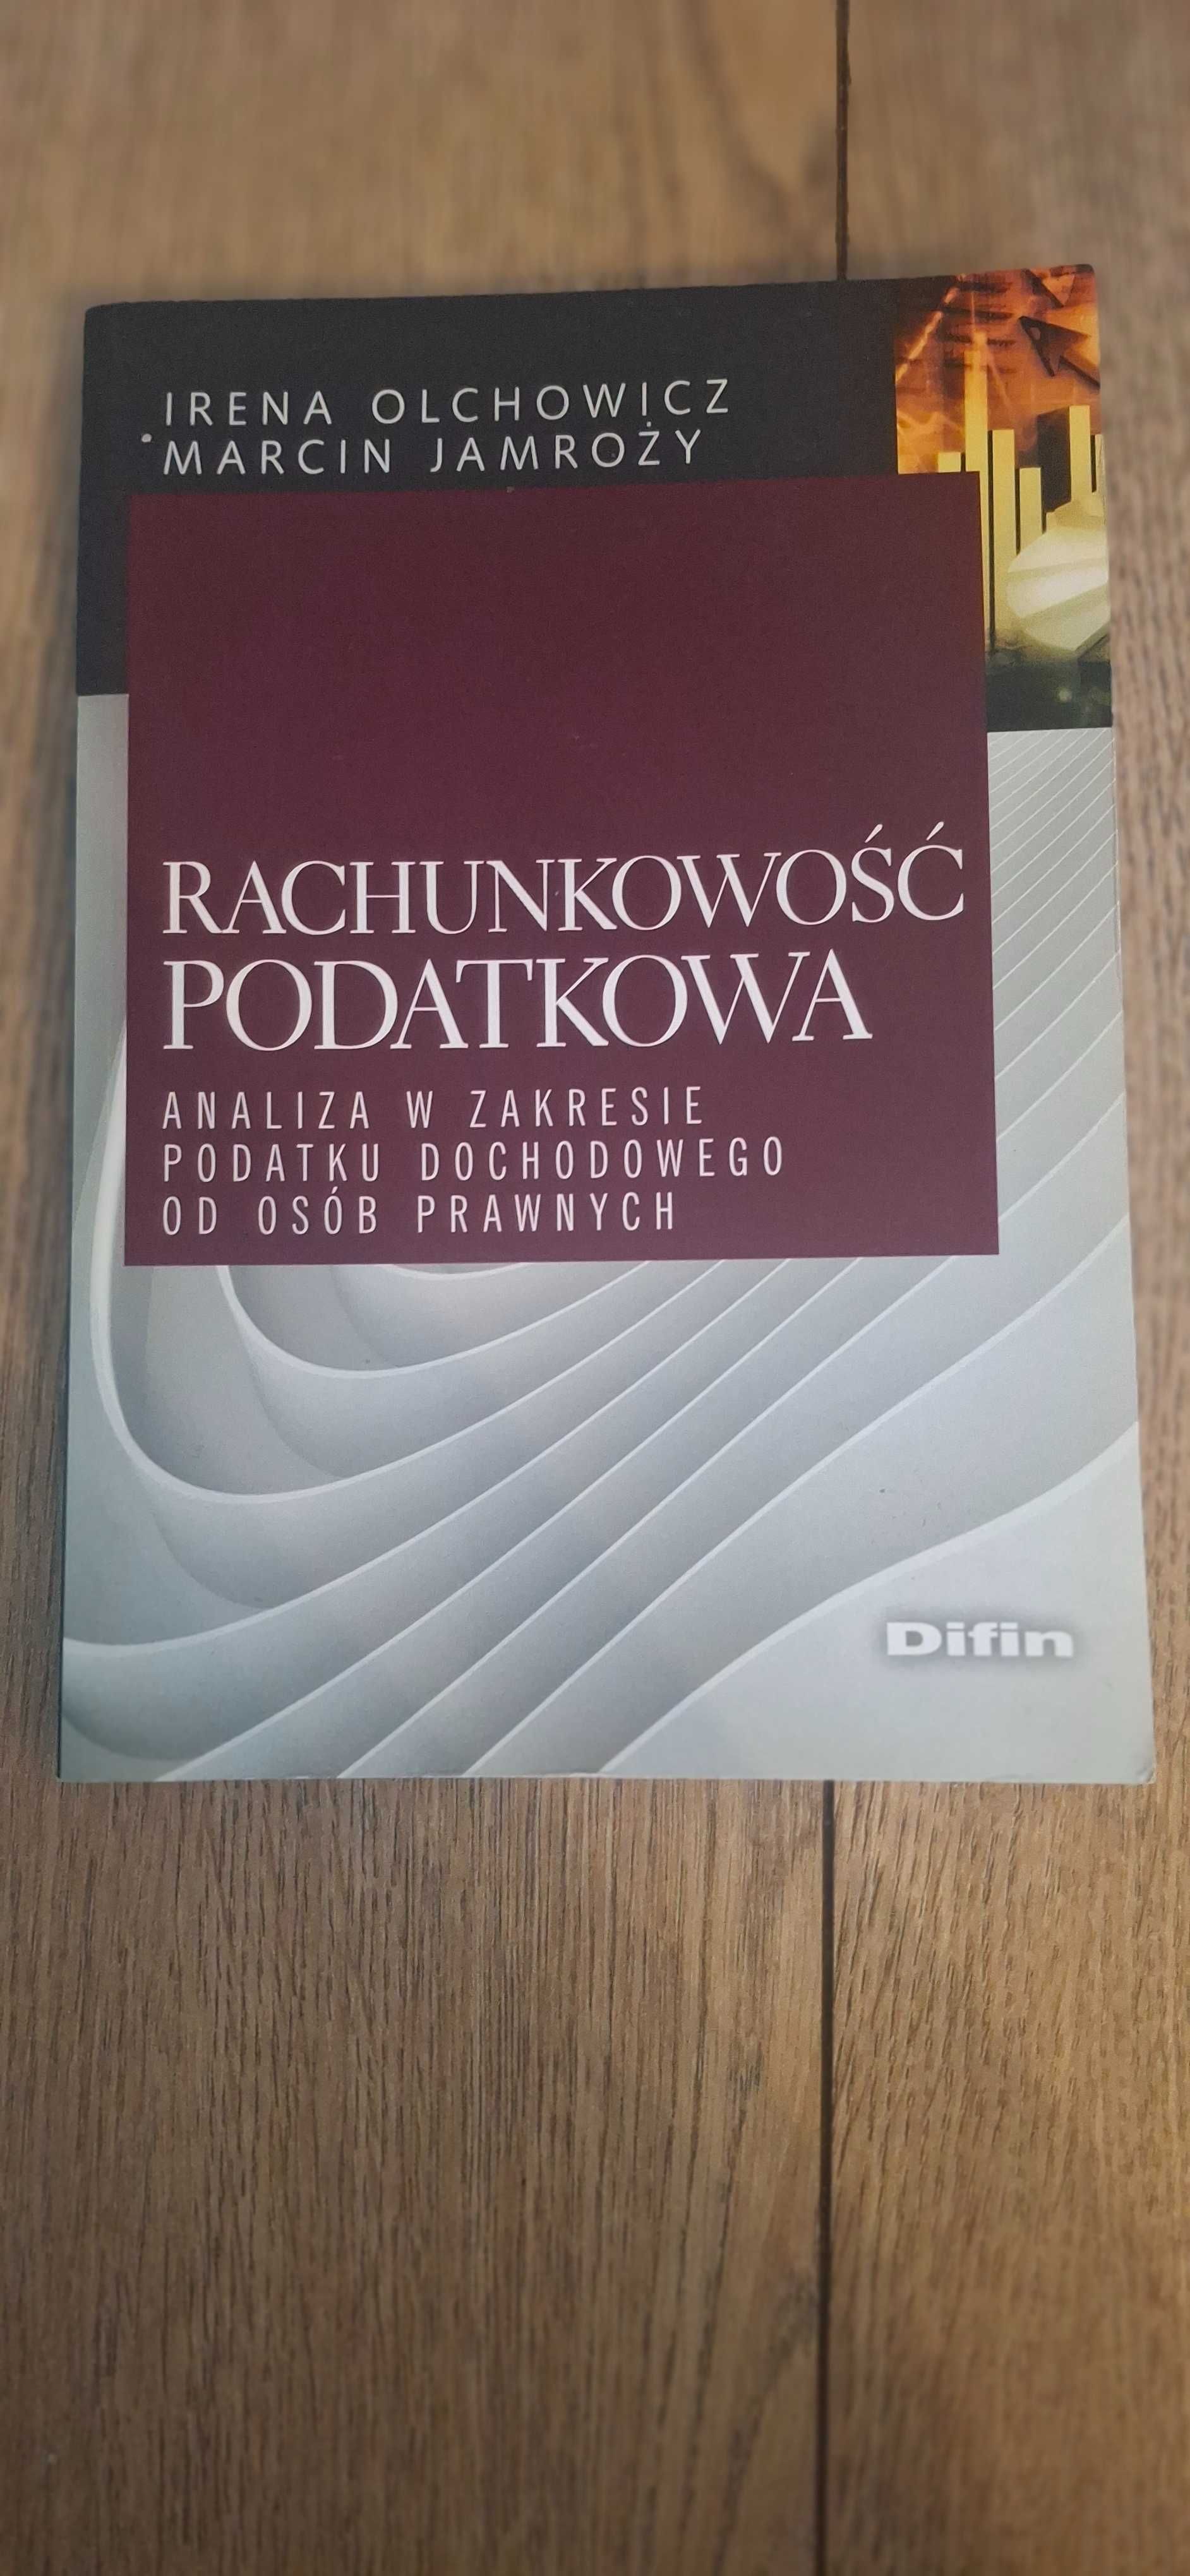 IRENA OLCHOWICZ
MARCIN JAMROŻY
RACHUNKOWOŚĆ
PODATKOWA
ANALIZA W ZAKRESIE
PODATKU DOCHODOWEGO
OD OSÓB PRAWNYCH
Difin